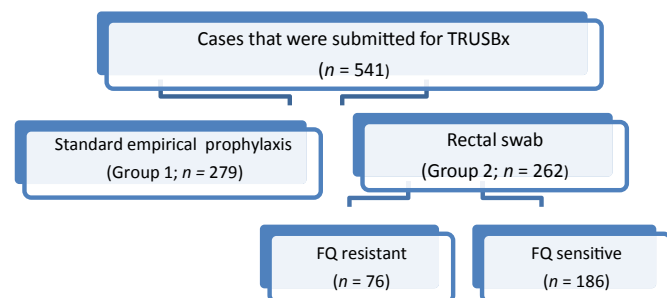 Cases that were submitted for TRUSBx
(n = 541)
Standard empirical prophylaxis
(Group 1; n = 279)
Rectal swab
(Group 2; n = 262)
FQ resistant
(n = 76)
FQ sensitive
(n = 186)